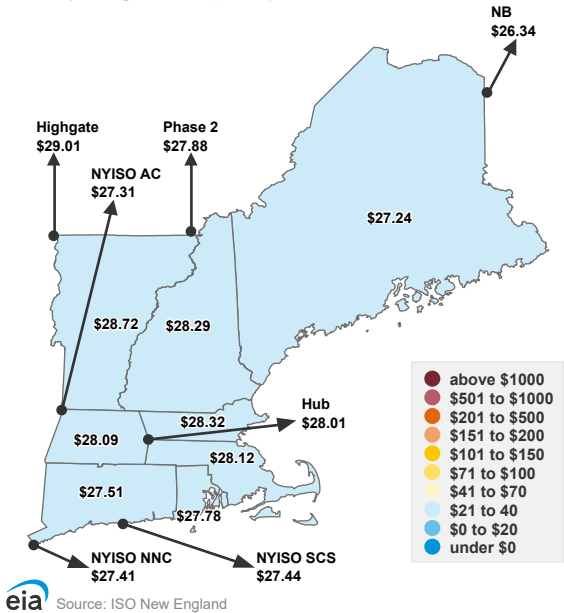 NB
$26.34
Highgate
$29.01
Phase 2
$27.88
NYISO AC
$27.31
$27.24
$28.72
$28.29
Hub
$28.01
$28.32
$28.09
$28.12
$27.51
$27.78
NYISO NNC
$27.41
NYISO SCS
$27.44
above $1000
$501 to $1000
$201 to $500
$151 to $200
$101 to $150
$71 to $100
$41 to $70
$21 to 40
$0 to $20
under $0
eia
Source: ISO New England